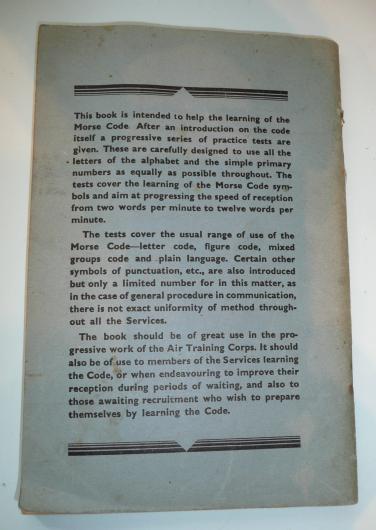 This book is intended to help the learning of the
Morse Code. After an introduction on the code
itself a progressive series of practice tests are
given. These are carefully designed to use all the
letters of the alphabet and the simple primary
numbers as equally as possible throughout. The
tests cover the learning of the Morse Code sym-
bols and aim at progressing the speed of reception
from two words per minute to twelve words per
minute.
The tests cover the usual range of use of the
Morse Code—letter code, figure code, mixed
groups code and plain language. Certain other
symbols of punctuation, etc., are also introduced
but only a limited number for in this matter, as
in the case of general procedure in communication,
there is not exact uniformity of method through-
out all the Services.
The book should be of great use in the pro-
gressive work of the Air Training Corps. It should
also be of use to members of the Services learning
the Code, or when endeavouring to improve their
reception during periods of waiting, and also to
those awaiting recruitment who wish to prepare
themselves by learning the Code.